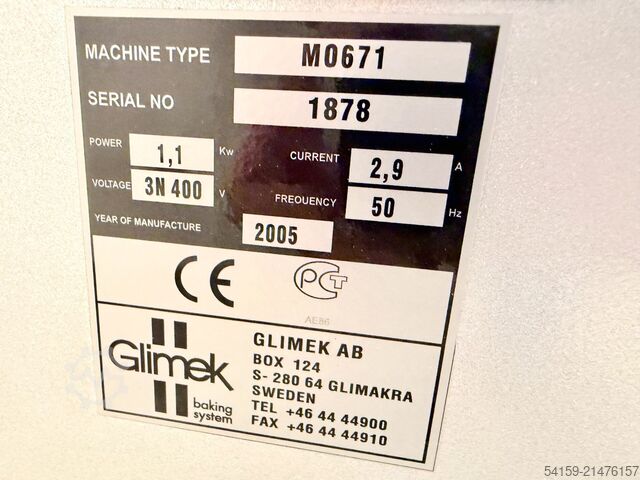 MACHINE TYPE M0671
SERIAL NO 1878
POWER 1,1 Kw CURRENT 2,9 A
VOLTAGE 3N 400 V FREOUENCY 50 Hz
YEAR OF MANUFACTURE 2005
CE PCT
AE86
Glimek
baking
system
GLIMEK AB
BOX 124
S- 280 64 GLIMAKRA
SWEDEN
TEL +46 44 44900
FAX +46 44 44910
54159-21476157